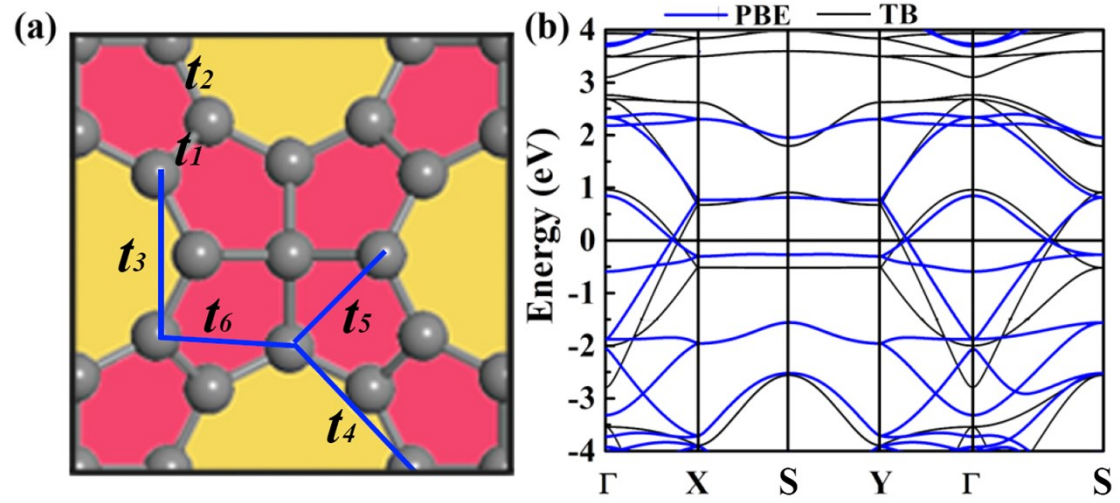 (a)
t2
t1
t3
t6
t5
t4
PBE TB
(b)
4
3
2
1
0
-1
-2
-3
-4
Energy (eV)
Γ X S Y Γ S